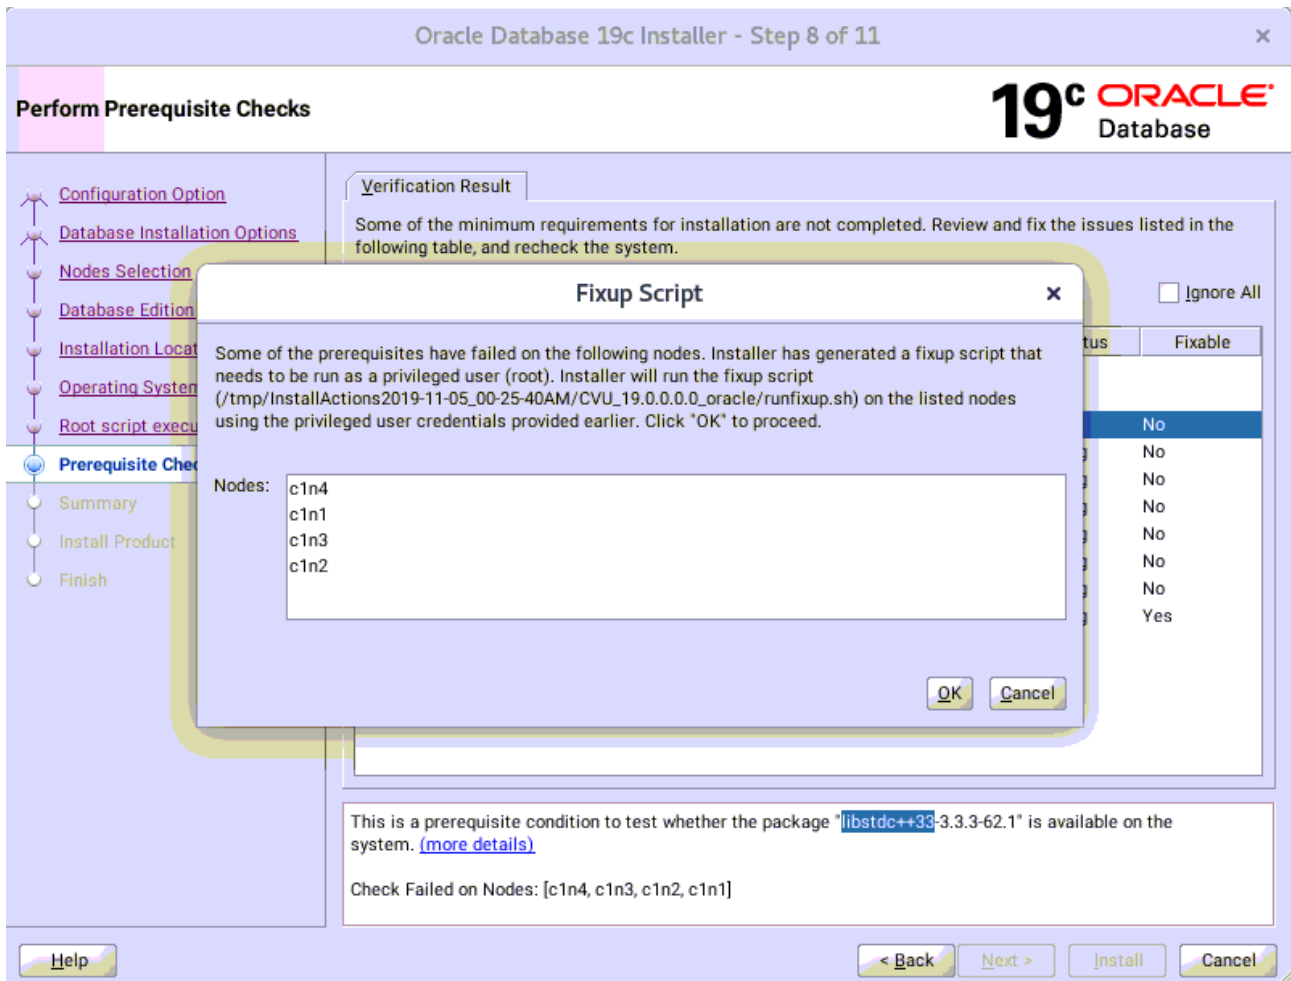 Oracle Database 19c Installer - Step 8 of 11
Perform Prerequisite Checks
19c ORACLE
Database
Configuration Option
Database Installation Options
Nodes Selection
Database Edition
Installation Locat
Operating System
Root script execu
Prerequisite Chec
Summary
Install Product
Finish
Verification Result
Some of the minimum requirements for installation are not completed. Review and fix the issues listed in the
following table, and recheck the system.
Ignore All
tus Fixable
No
No
No
No
No
No
No
Yes
Fixup Script
Some of the prerequisites have failed on the following nodes. Installer has generated a fixup script that
needs to be run as a privileged user (root). Installer will run the fixup script
(/tmp/InstallActions2019-11-05_00-25-40AM/CVU_19.0.0.0.0_oracle/runfixup.sh) on the listed nodes
using the privileged user credentials provided earlier. Click "OK" to proceed.
Nodes:
c1n4
c1n1
c1n3
c1n2
OK Cancel
This is a prerequisite condition to test whether the package "libstdc++33-3.3.3-62.1" is available on the
system. (more details)
Check Failed on Nodes: [c1n4, c1n3, c1n2, c1n1]
Help < Back Next > Install Cancel